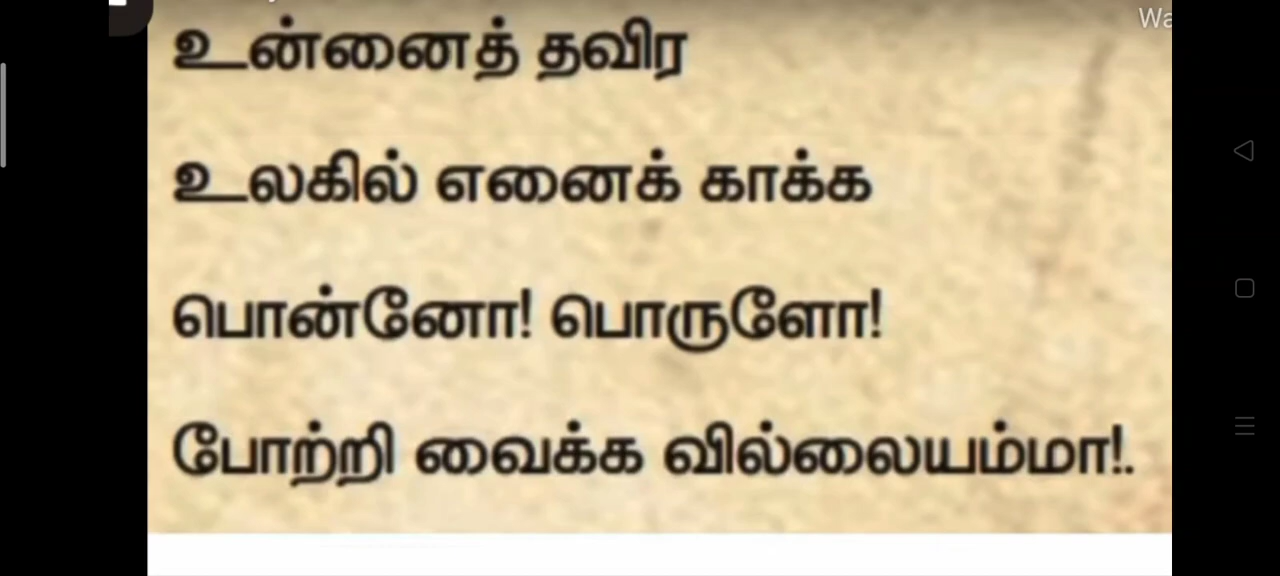 உன்னைத் தவிர
உலகில் எனைக் காக்க
பொன்னோ! பொருளோ!
போற்றி வைக்க வில்லையம்மா!.